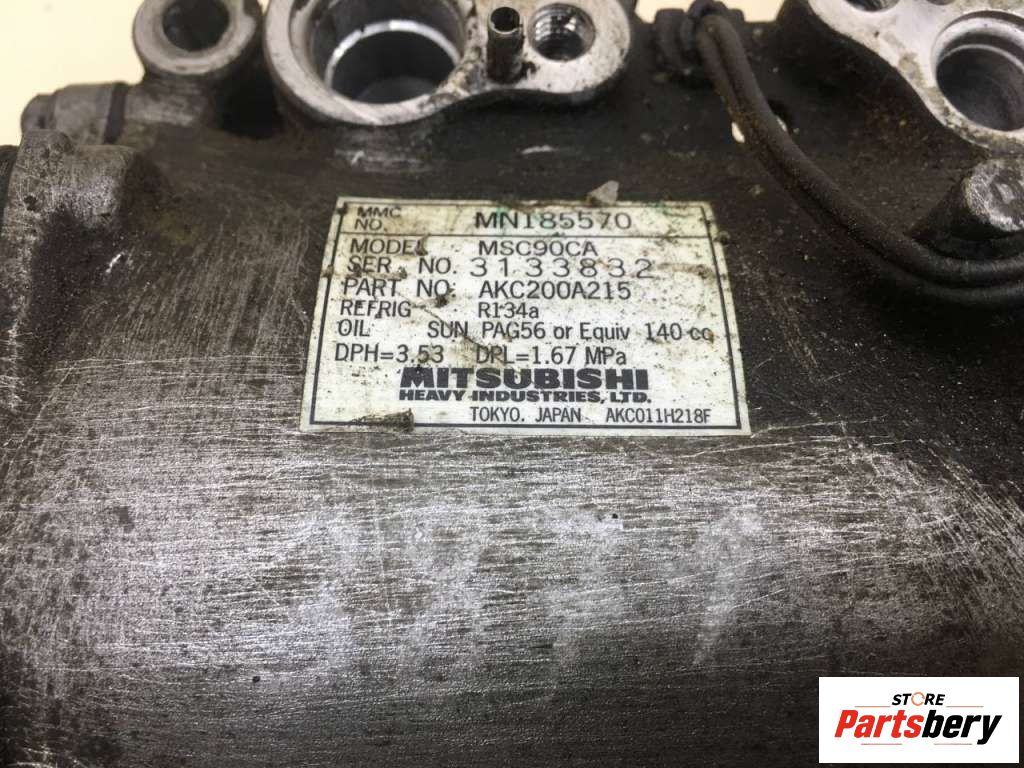 MMC
NO. MN185570
MODEL MSC90CA
SER. NO. 3133832
PART NO. AKC200A215
REFRIG R134a
OIL SUN PAG56 or Equiv 140 cc
DPH=3.53 DPL=1.67 MPa
MITSUBISHI
HEAVY INDUSTRIES, LTD.
TOKYO. JAPAN AKC011H218F
STORE
Partsbery